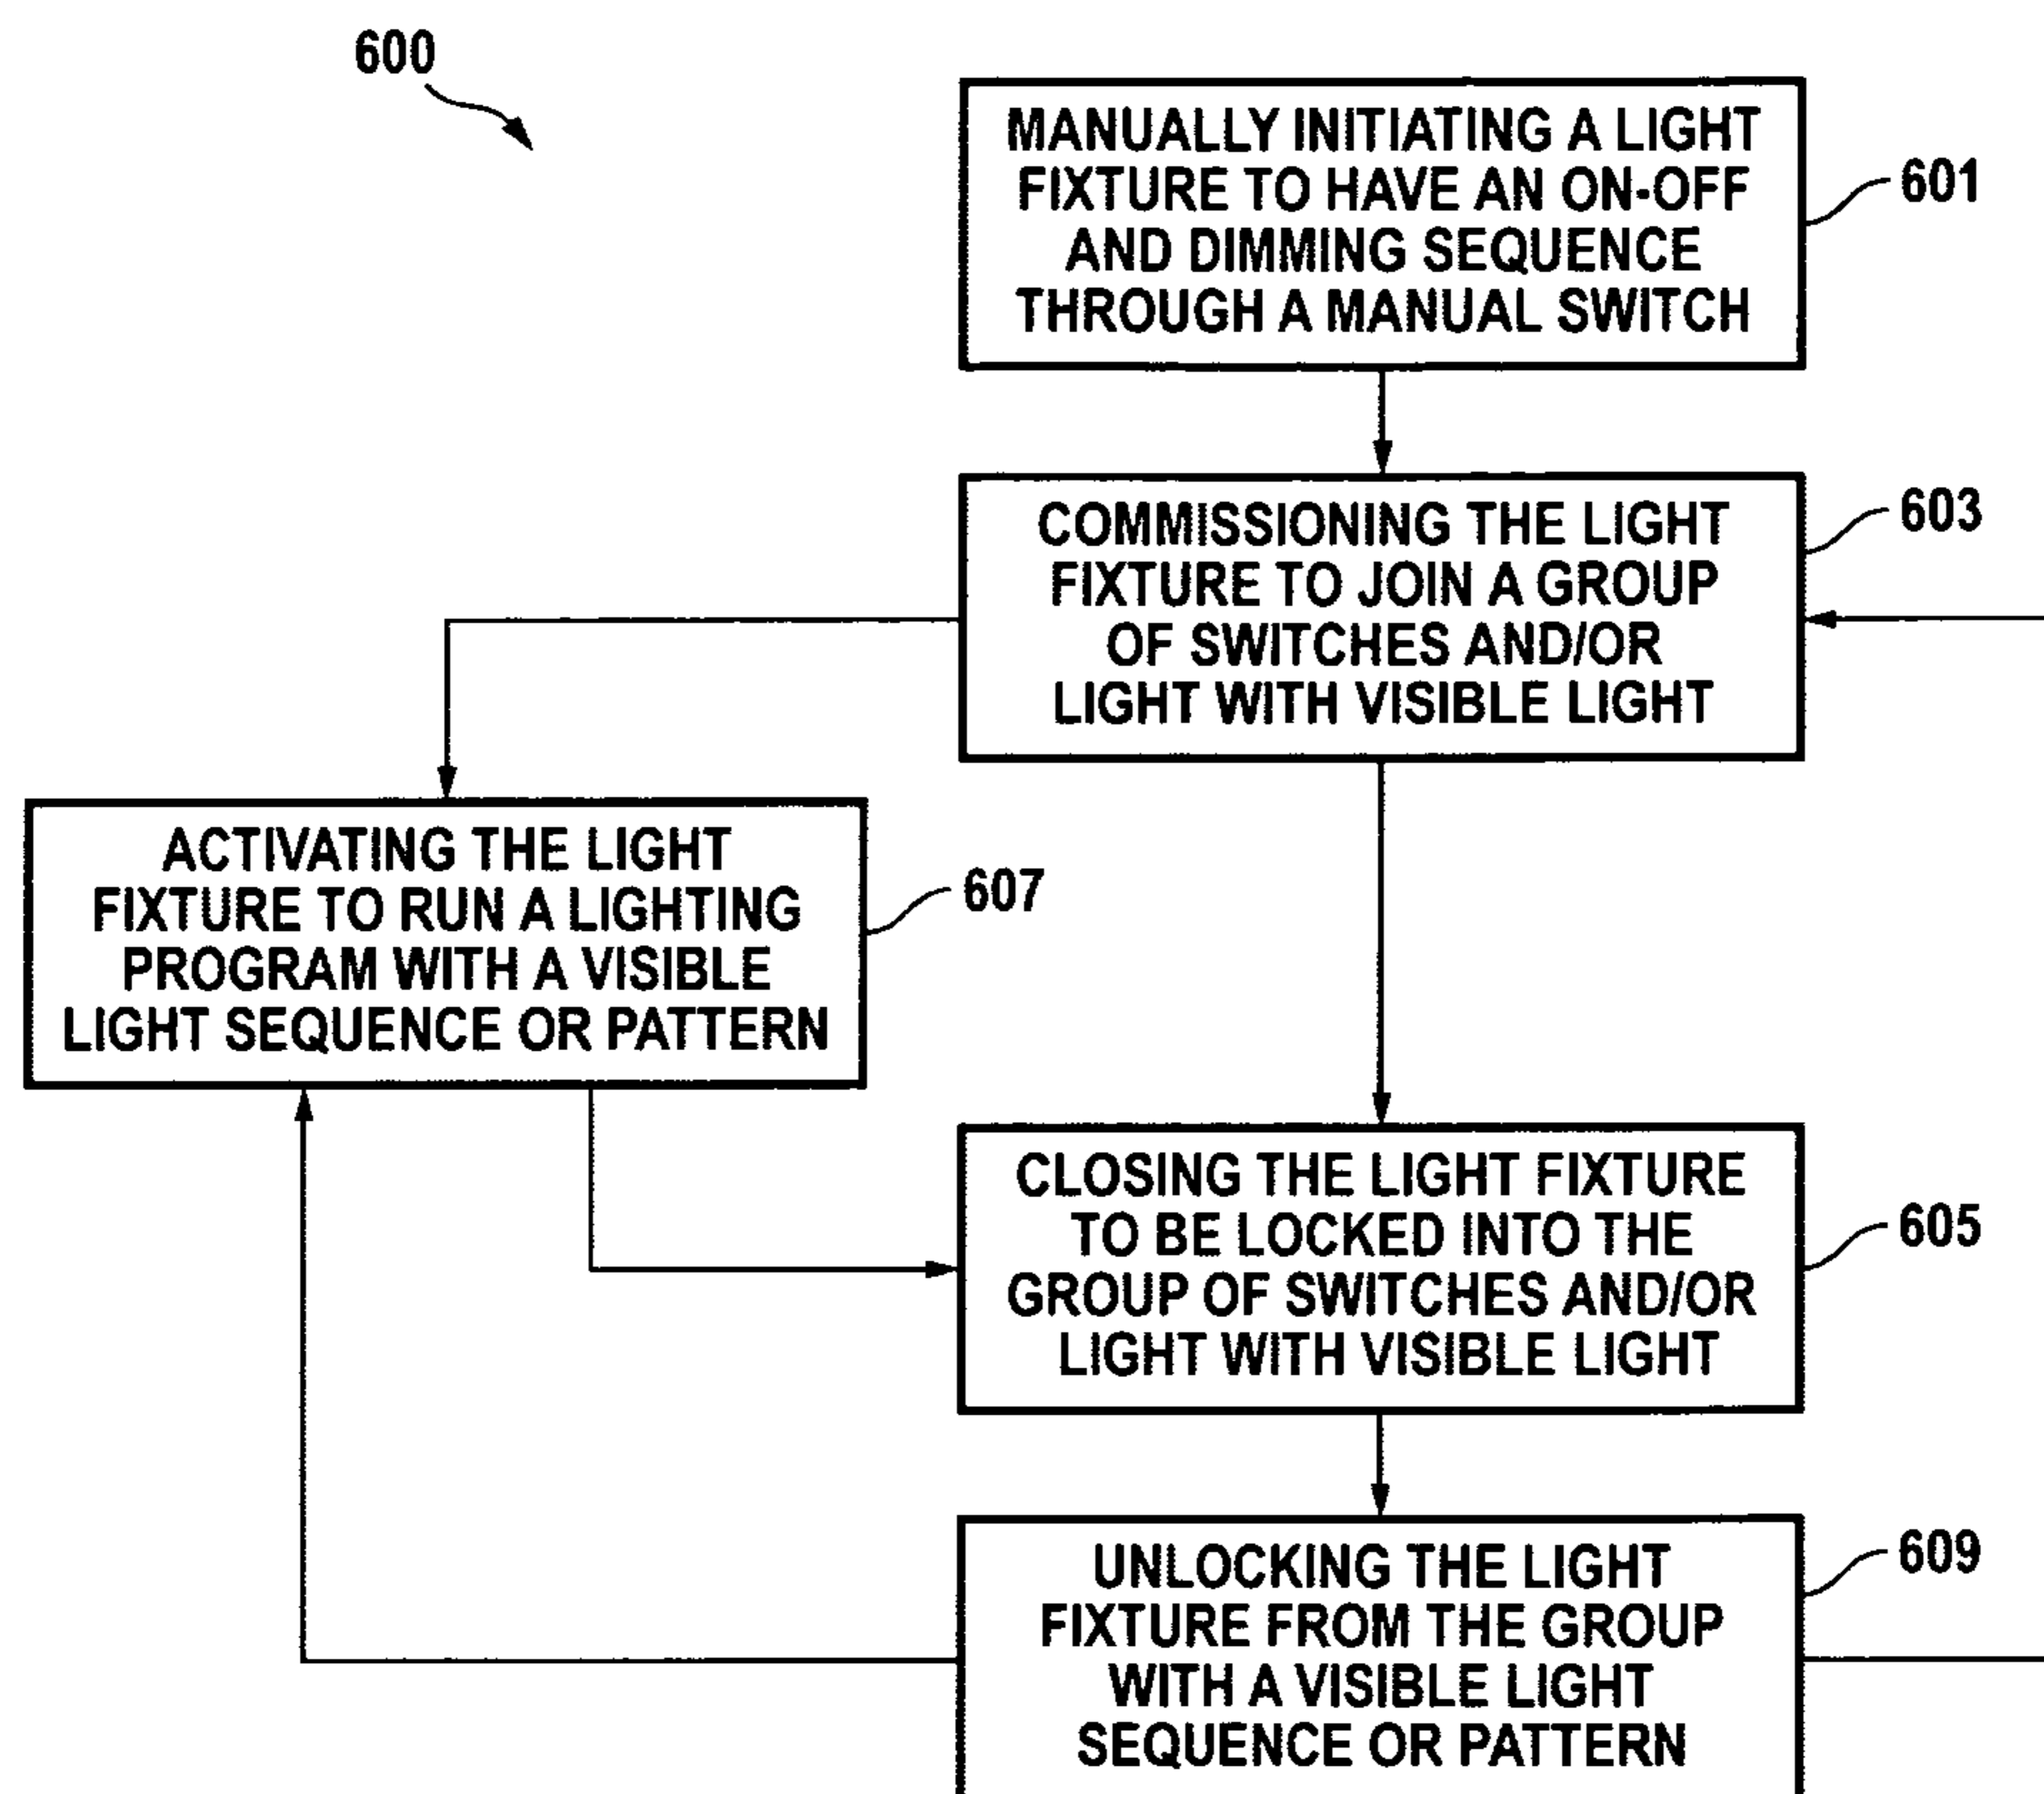 600
MANUALLY INITIATING A LIGHT
FIXTURE TO HAVE AN ON-OFF
AND DIMMING SEQUENCE
THROUGH A MANUAL SWITCH
601
COMMISSIONING THE LIGHT
FIXTURE TO JOIN A GROUP
OF SWITCHES AND/OR
LIGHT WITH VISIBLE LIGHT
603
ACTIVATING THE LIGHT
FIXTURE TO RUN A LIGHTING
PROGRAM WITH A VISIBLE
LIGHT SEQUENCE OR PATTERN
607
CLOSING THE LIGHT FIXTURE
TO BE LOCKED INTO THE
GROUP OF SWITCHES AND/OR
LIGHT WITH VISIBLE LIGHT
605
UNLOCKING THE LIGHT
FIXTURE FROM THE GROUP
WITH A VISIBLE LIGHT
SEQUENCE OR PATTERN
609